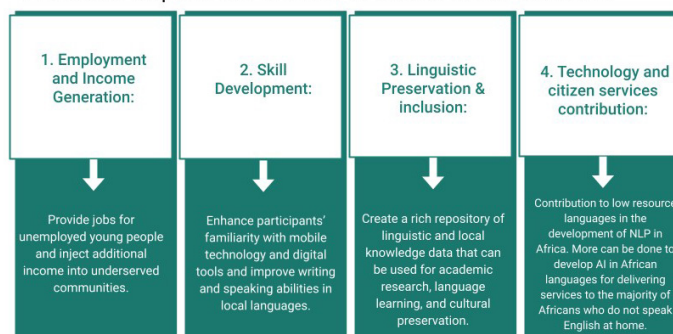 1. Employment
and Income
Generation:
Provide jobs for
unemployed young people
and inject additional
income into underserved
communities.
2. Skill
Development:
Enhance participants'
familiarity with mobile
technology and digital
tools and improve writing
and speaking abilities in
local languages.
3. Linguistic
Preservation &
inclusion:
Create a rich repository of
linguistic and local
knowledge data that can
be used for academic
research, language
learning, and cultural
preservation.
4. Technology and
citizen services
contribution:
Contribution to low resource
languages in the
development of NLP in
Africa. More can be done to
develop AI in African
languages for delivering
services to the majority of
Africans who do not speak
English at home.